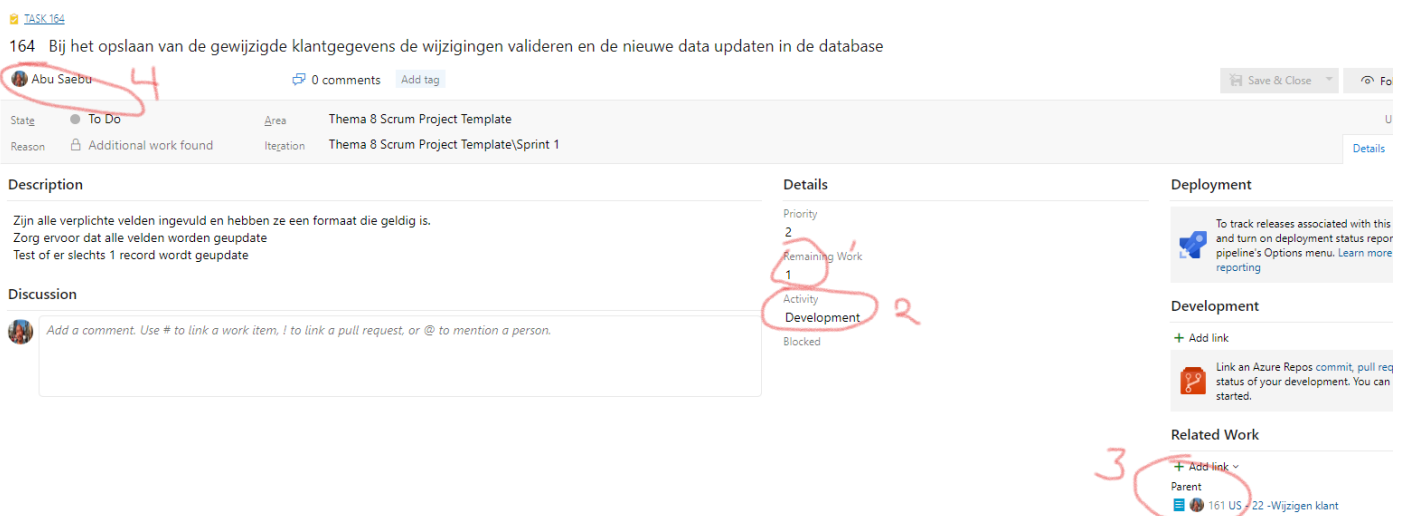 TASK 164
164 Bij het opslaan van de gewijzigde klantgegevens de wijzigingen valideren en de nieuwe data updaten in de database
Abu Saebu 4 0 comments Add tag Save & Close Fo
State To Do Area Thema 8 Scrum Project Template U
Reason Additional work found Iteration Thema 8 Scrum Project Template\Sprint 1 Details
Description
Zijn alle verplichte velden ingevuld en hebben ze een formaat die geldig is.
Zorg ervoor dat alle velden worden geupdate
Test of er slechts 1 record wordt geupdate
Discussion
Add a comment. Use # to link a work item, ! to link a pull request, or @ to mention a person.
Details
Priority
2
Remaining Work
1
Activity
Development 2
Blocked
Deployment
To track releases associated with this
and turn on deployment status repor
pipeline's Options menu. Learn more
reporting
Development
+ Add link
Link an Azure Repos commit, pull req
status of your development. You can
started.
Related Work
3
+ Add link
Parent
161 US - 22 -Wijzigen klant